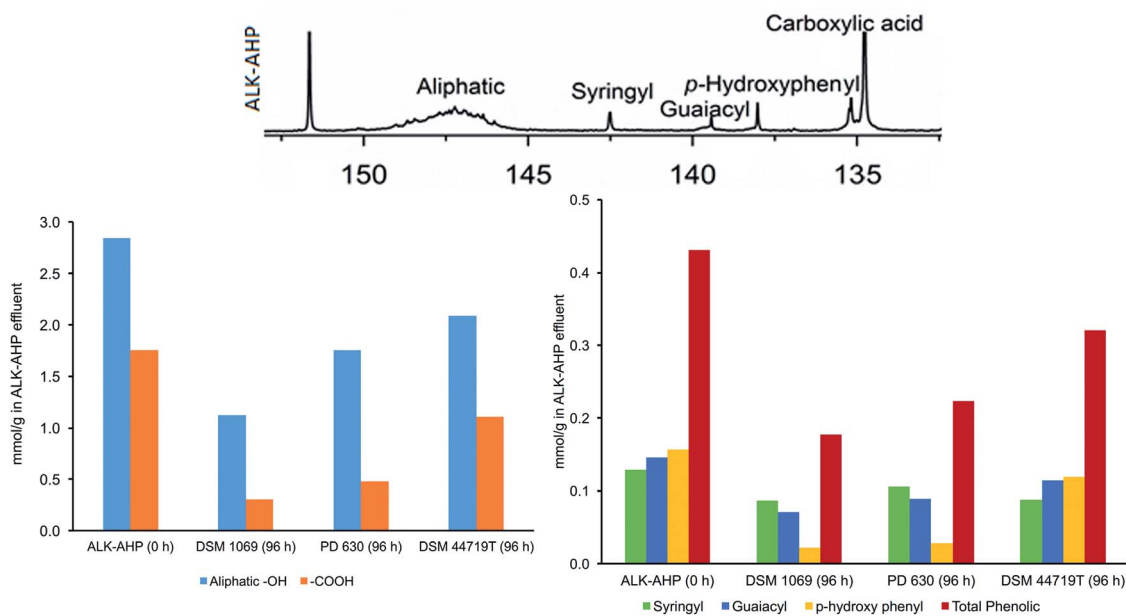 ALK-AHP
Carboxylic acid
Aliphatic
Syringyl
p-Hydroxyphenyl
Guaiacyl
150 145 140 135
mmol/g in ALK-AHP effluent
3.0
2.5
2.0
1.5
1.0
0.5
0.0
ALK-AHP (0 h) DSM 1069 (96 h) PD 630 (96 h) DSM 44719T (96 h)
Aliphatic -OH -COOH
mmol/g in ALK-AHP effluent
0.5
0.4
0.3
0.2
0.1
0.0
ALK-AHP (0 h) DSM 1069 (96 h) PD 630 (96 h) DSM 44719T (96 h)
Syringyl Guaiacyl p-hydroxy phenyl Total Phenolic